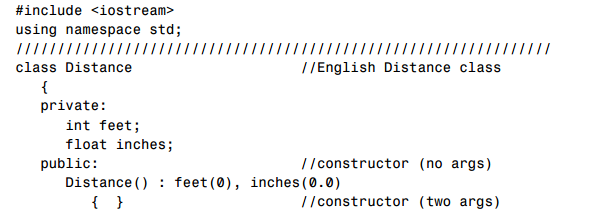 #include <iostream>
using namespace std;
////////////////////////////////////////////////////////////////
class Distance                    //English Distance class
   {
   private:
      int feet;
      float inches;
   public:                        //constructor (no args)
      Distance() : feet(0), inches(0.0)
         {  }                     //constructor (two args)